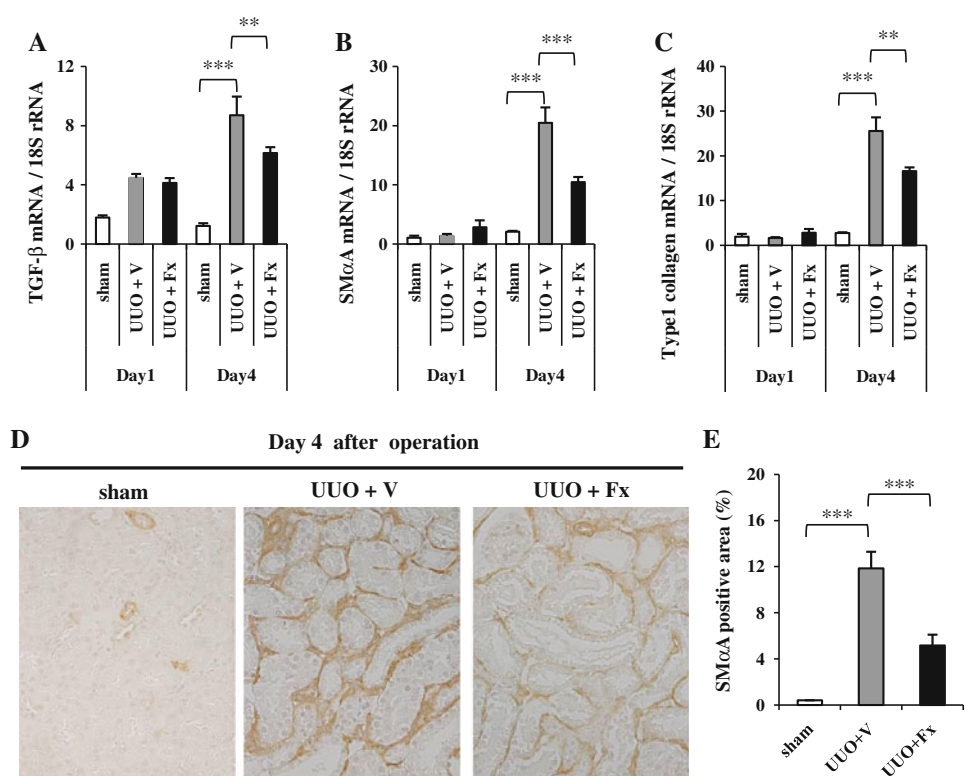 A
TGF-β mRNA / 18S rRNA
12
8
4
0
***
**
sham
UUO + V
UUO + Fx
sham
UUO + V
UUO + Fx
Day1
Day4
B
SMαA mRNA / 18S rRNA
30
20
10
0
***
***
sham
UUO + V
UUO + Fx
sham
UUO + V
UUO + Fx
Day1
Day4
C
Type1 collagen mRNA / 18S rRNA
40
30
20
10
0
***
**
sham
UUO + V
UUO + Fx
sham
UUO + V
UUO + Fx
Day1
Day4
D
Day 4 after operation
sham
UUO + V
UUO + Fx
E
SMαA positive area (%)
20
16
12
8
4
0
***
***
sham
UUO+V
UUO+Fx